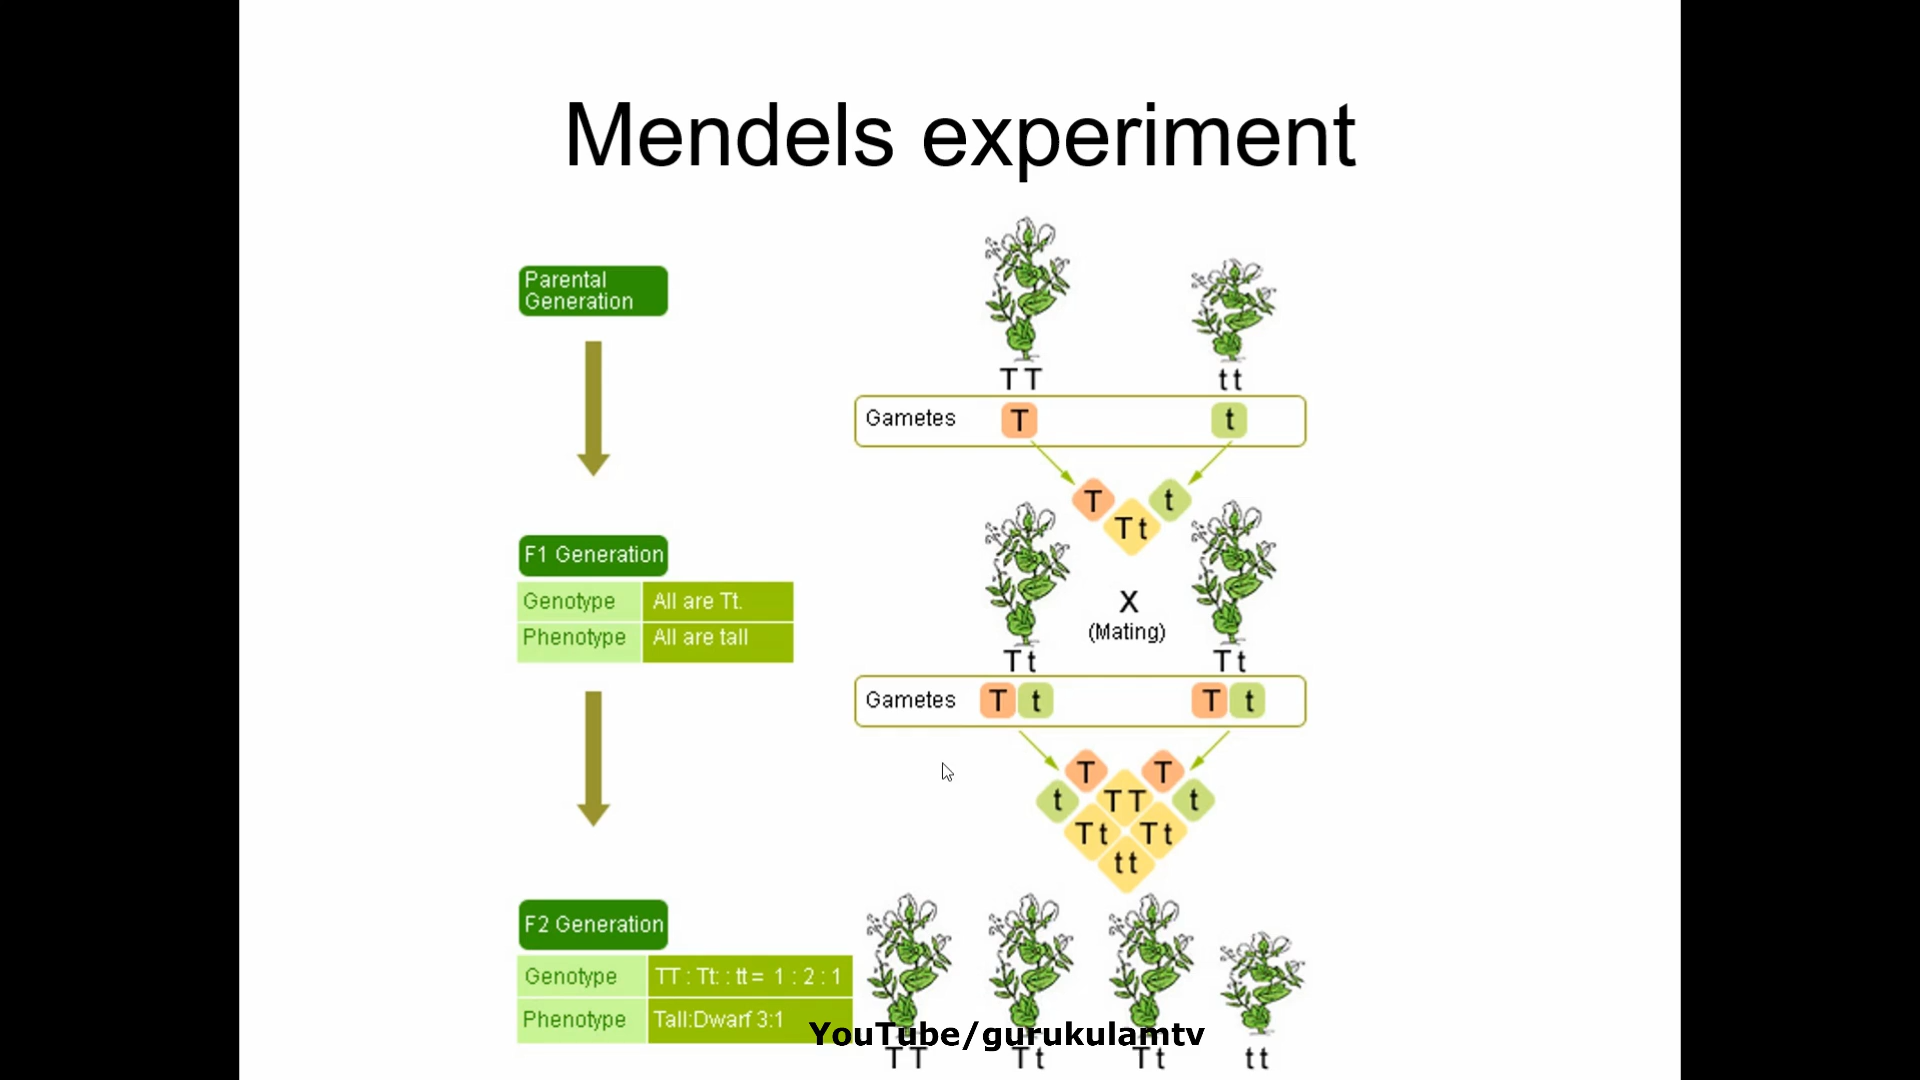 Mendels experiment
Parental
Generation
TT
tt
Gametes
T
t
T
t
Tt
F1 Generation
Genotype
All are Tt.
Phenotype
All are tall
X
(Mating)
Tt
Tt
Gametes
T
t
T
t
T
T
t
TT
t
Tt
Tt
tt
F2 Generation
Genotype
TT : Tt. : tt = 1 : 2 : 1
Phenotype
Tall:Dwarf 3:1
YouTube/gurukulamtv
TT
Tt
Tt
tt